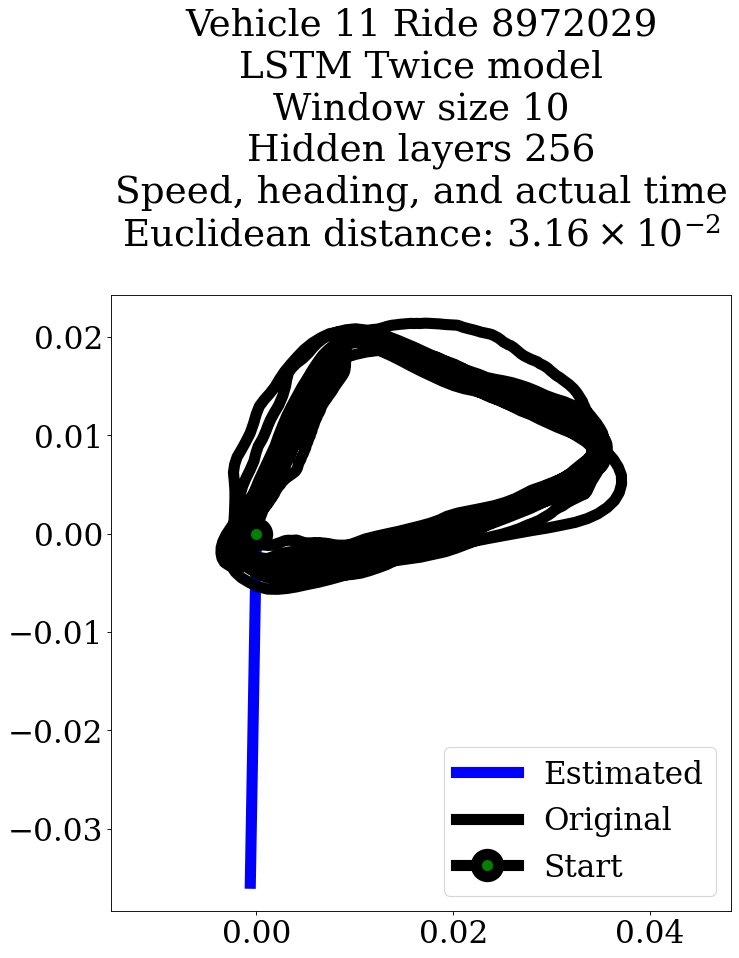 Vehicle 11 Ride 8972029
LSTM Twice model
Window size 10
Hidden layers 256
Speed, heading, and actual time
Euclidean distance: 3.16 × 10⁻²
0.02
0.01
0.00
−0.01
−0.02
−0.03
Estimated
Original
Start
0.00 0.02 0.04